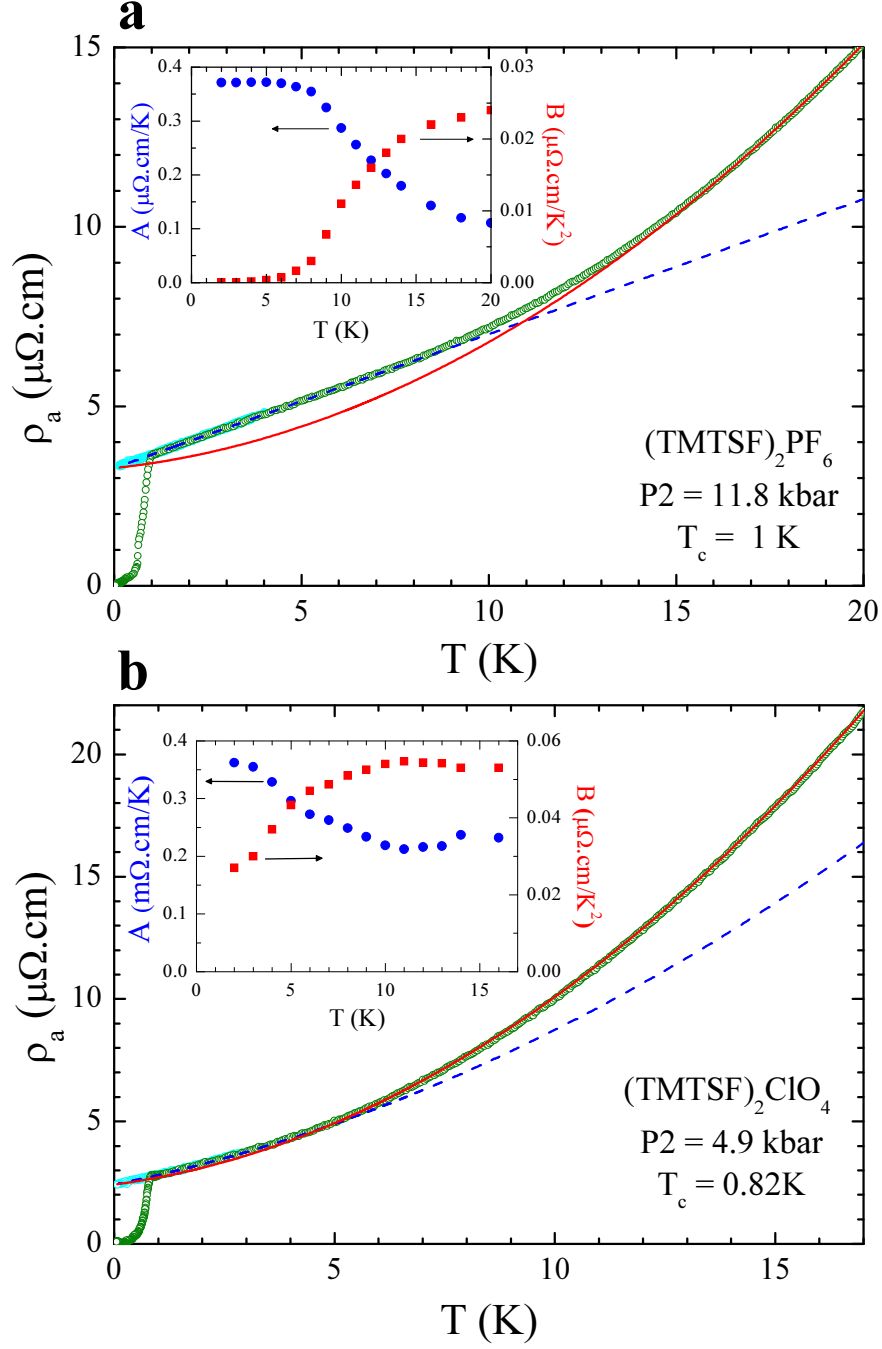 a
15
10
5
0
0
5
10
15
20
ρa (μΩ.cm)
T (K)
0.4
0.3
0.2
0.1
0.0
A (μΩ.cm/K)
0.03
0.02
0.01
0.00
B (μΩ.cm/K²)
0
5
10
15
20
T (K)
(TMTSF)₂PF₆
P2 = 11.8 kbar
Tc = 1 K
b
20
15
10
5
0
0
5
10
15
ρa (μΩ.cm)
T (K)
0.4
0.3
0.2
0.1
0.0
A (mΩ.cm/K)
0.06
0.04
0.02
0.00
B (μΩ.cm/K²)
0
5
10
15
T (K)
(TMTSF)₂ClO₄
P2 = 4.9 kbar
Tc = 0.82K